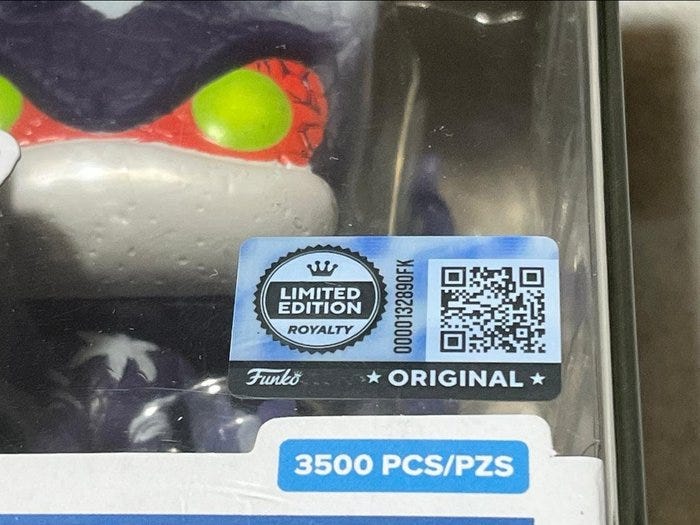 LIMITED
EDITION
ROYALTY
0000132890FK
Funko
★ ORIGINAL ★
3500 PCS/PZS